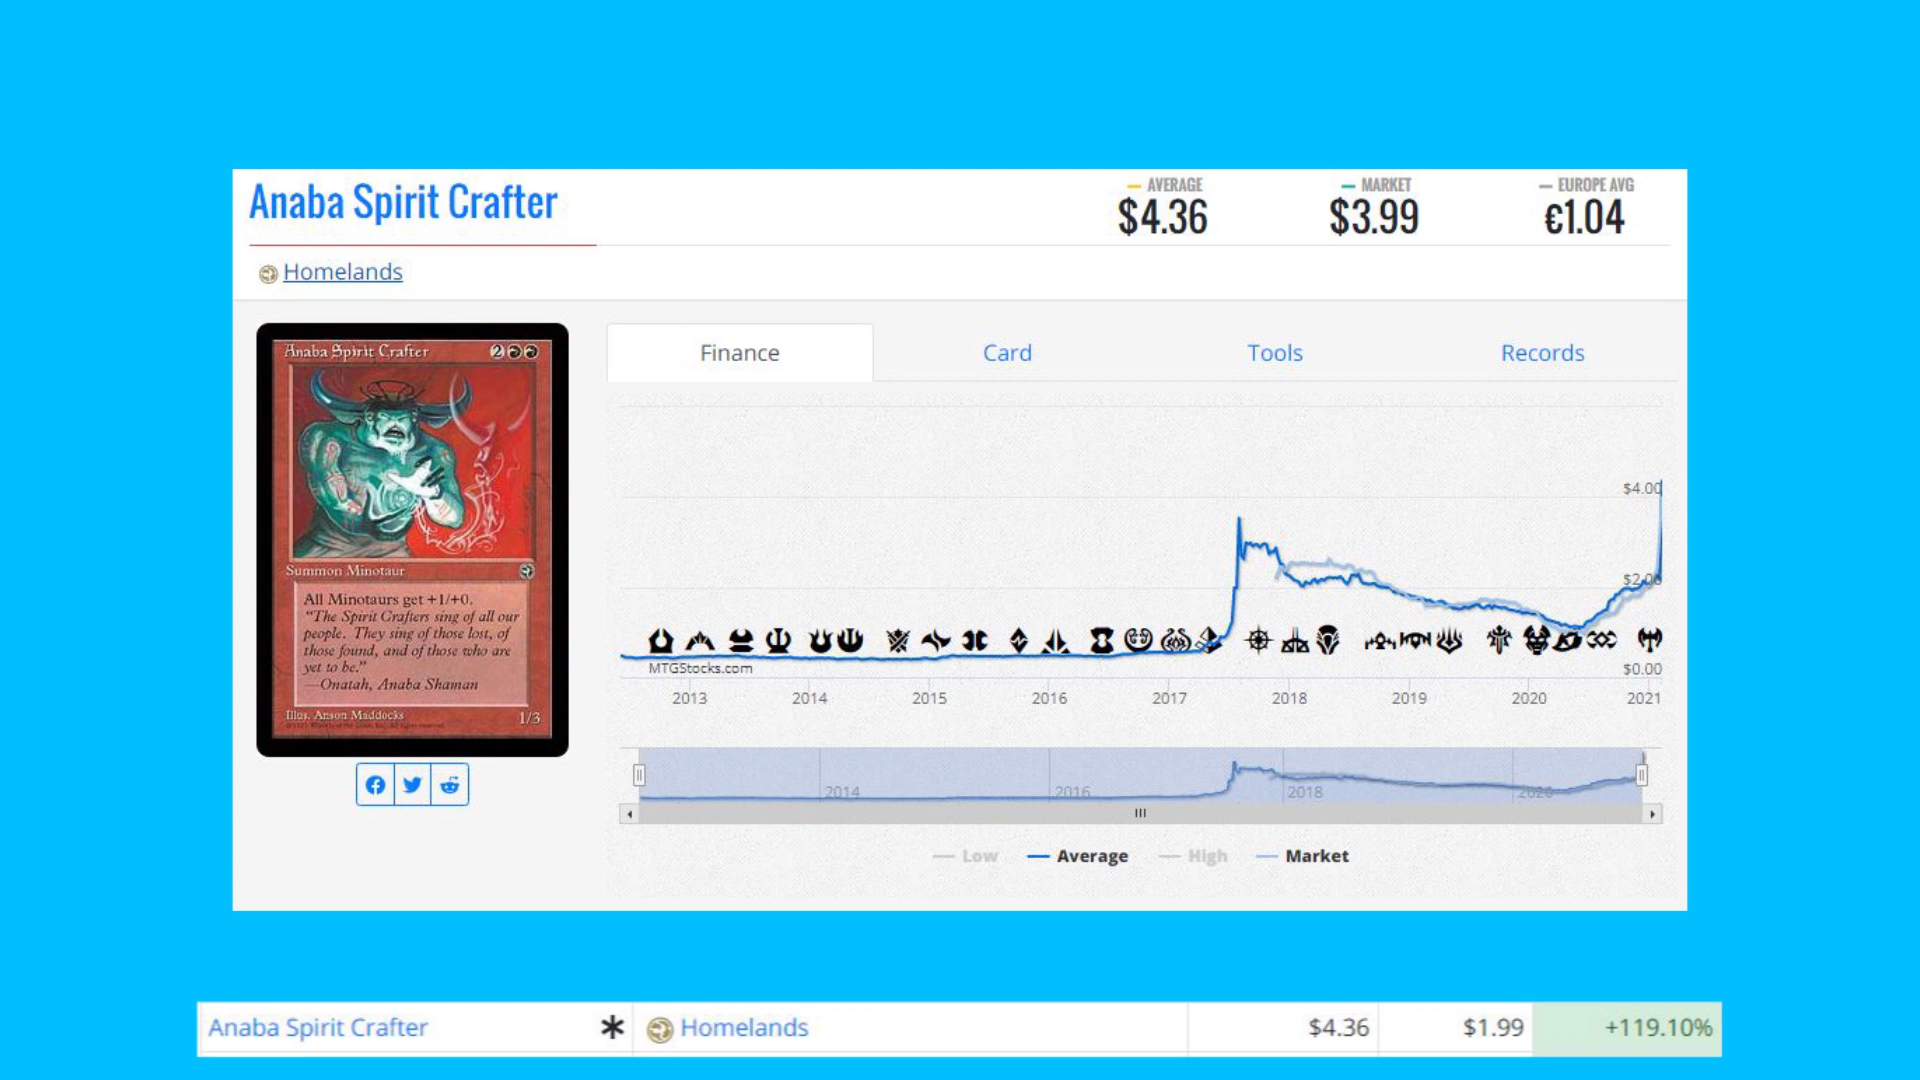 Anaba Spirit Crafter
AVERAGE
$4.36
MARKET
$3.99
EUROPE AVG
€1.04
Homelands
Anaba Spirit Crafter 2
Summon Minotaur
All Minotaurs get +1/+0.
"The Spirit Crafters sing of all our
people. They sing of those lost, of
those found, and of those who are
yet to be."
—Onatah, Anaba Shaman
Illus. Anson Maddocks
1/3
Finance
Card
Tools
Records
$4.00
$2.00
$0.00
MTGStocks.com
2013 2014 2015 2016 2017 2018 2019 2020 2021
2014 2016 2018 2020
Low Average High Market
Anaba Spirit Crafter * Homelands $4.36 $1.99 +119.10%